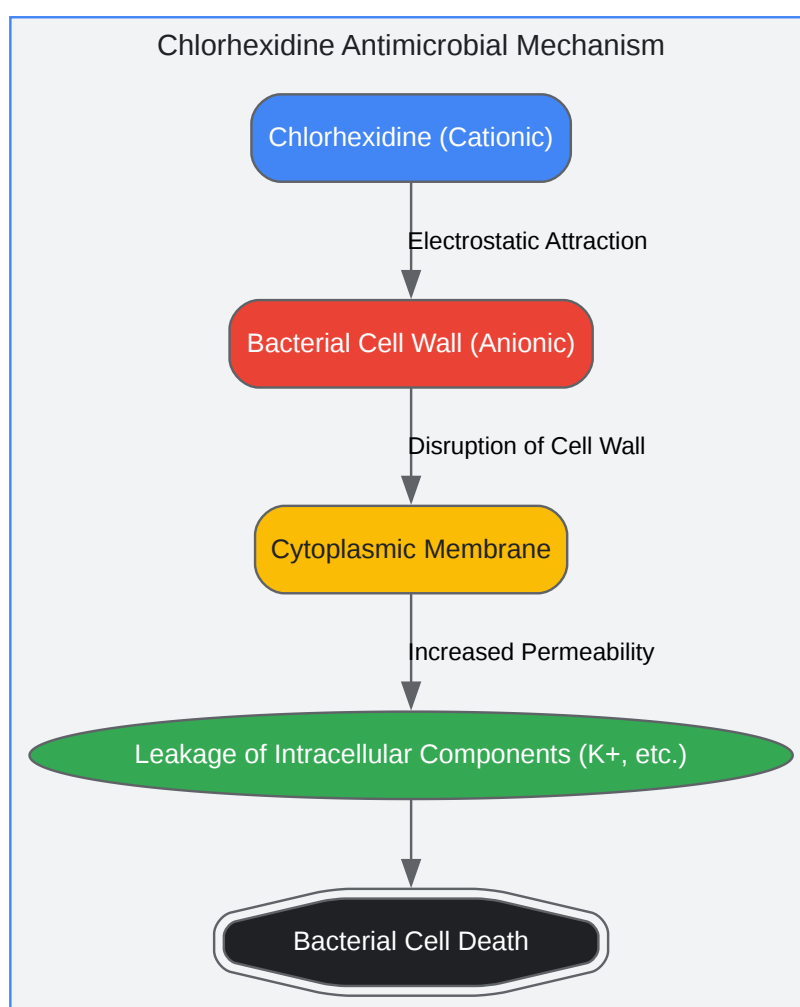 Chlorhexidine Antimicrobial Mechanism
Chlorhexidine (Cationic)
Electrostatic Attraction
Bacterial Cell Wall (Anionic)
Disruption of Cell Wall
Cytoplasmic Membrane
Increased Permeability
Leakage of Intracellular Components (K+, etc.)
Bacterial Cell Death